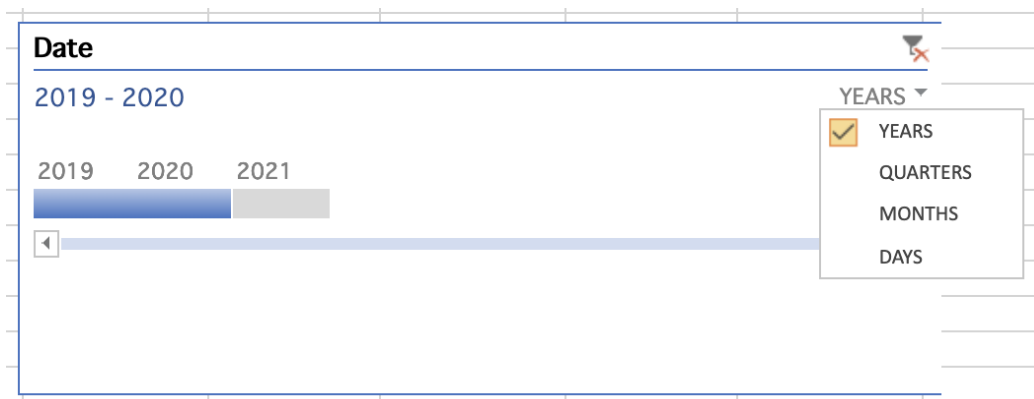 Date
2019 - 2020
YEARS
YEARS
QUARTERS
MONTHS
DAYS
2019 2020 2021